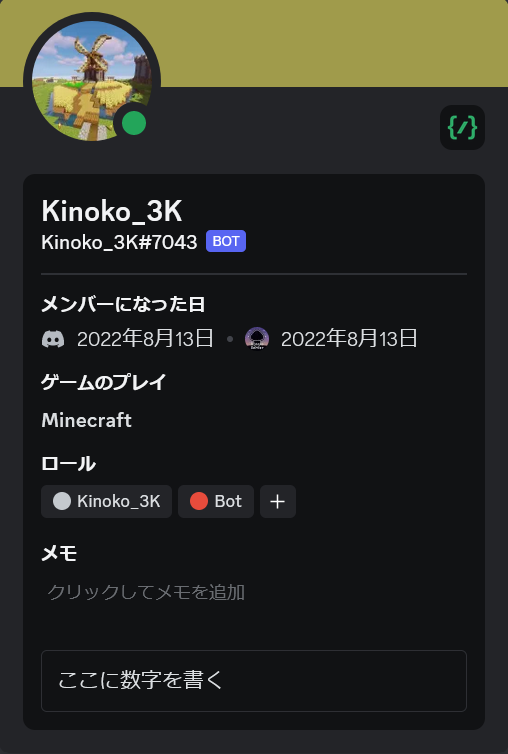 Kinoko_3K
Kinoko_3K#7043 BOT
メンバーになった日
2022年8月13日 • 2022年8月13日
ゲームのプレイ
Minecraft
ロール
Kinoko_3K Bot +
メモ
クリックしてメモを追加
ここに数字を書く